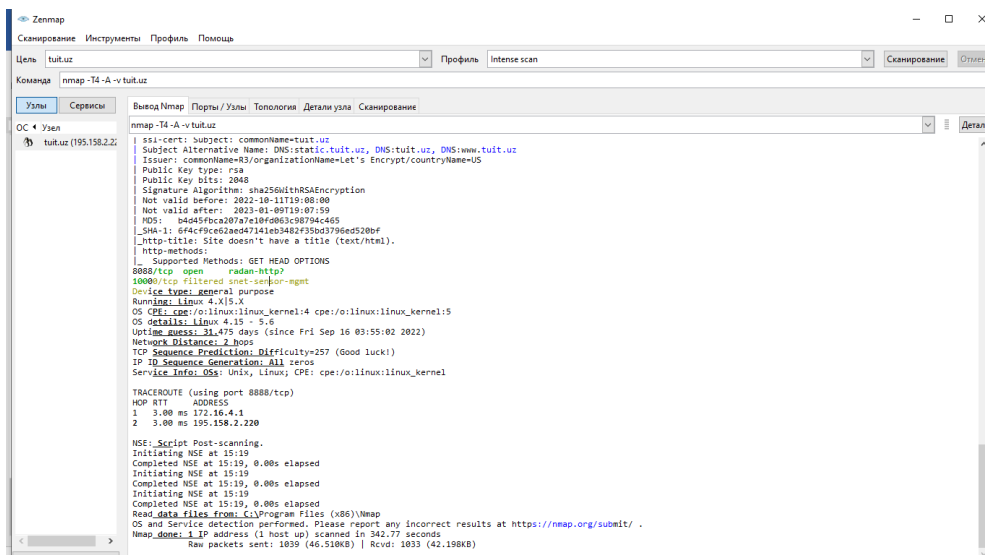 Zenmap
Сканирование Инструменты Профиль Помощь
Цель tuit.uz Профиль Intense scan Сканирование Отмен
Команда nmap -T4 -A -v tuit.uz
Узлы Сервисы Вывод Nmap Порты / Узлы Топология Детали узла Сканирование
ОС Узел nmap -T4 -A -v tuit.uz Детал
tuit.uz (195.158.2.22
| ssl-cert: Subject: commonName=tuit.uz
| Subject Alternative Name: DNS:static.tuit.uz, DNS:tuit.uz, DNS:www.tuit.uz
| Issuer: commonName=R3/organizationName=Let's Encrypt/countryName=US
| Public Key type: rsa
| Public Key bits: 2048
| Signature Algorithm: sha256WithRSAEncryption
| Not valid before: 2022-10-11T19:08:00
| Not valid after: 2023-01-09T19:07:59
| MD5: b4d45fbca207a7e10fd063c98794c465
|_SHA-1: 6f4cf9ce62aed47141eb3482f35bd3796ed520bf
|_http-title: Site doesn't have a title (text/html).
| http-methods:
|_ Supported Methods: GET HEAD OPTIONS
8088/tcp open radan-http?
10000/tcp filtered snet-sensor-mgmt
Device type: general purpose
Running: Linux 4.X|5.X
OS CPE: cpe:/o:linux:linux_kernel:4 cpe:/o:linux:linux_kernel:5
OS details: Linux 4.15 - 5.6
Uptime guess: 31.475 days (since Fri Sep 16 03:55:02 2022)
Network Distance: 2 hops
TCP Sequence Prediction: Difficulty=257 (Good luck!)
IP ID Sequence Generation: All zeros
Service Info: OSs: Unix, Linux; CPE: cpe:/o:linux:linux_kernel
TRACEROUTE (using port 8888/tcp)
HOP RTT ADDRESS
1 3.00 ms 172.16.4.1
2 3.00 ms 195.158.2.220
NSE: Script Post-scanning.
Initiating NSE at 15:19
Completed NSE at 15:19, 0.00s elapsed
Initiating NSE at 15:19
Completed NSE at 15:19, 0.00s elapsed
Initiating NSE at 15:19
Completed NSE at 15:19, 0.00s elapsed
Read data files from: C:\Program Files (x86)\Nmap
OS and Service detection performed. Please report any incorrect results at https://nmap.org/submit/ .
Nmap done: 1 IP address (1 host up) scanned in 342.77 seconds
Raw packets sent: 1039 (46.510KB) | Rcvd: 1033 (42.198KB)